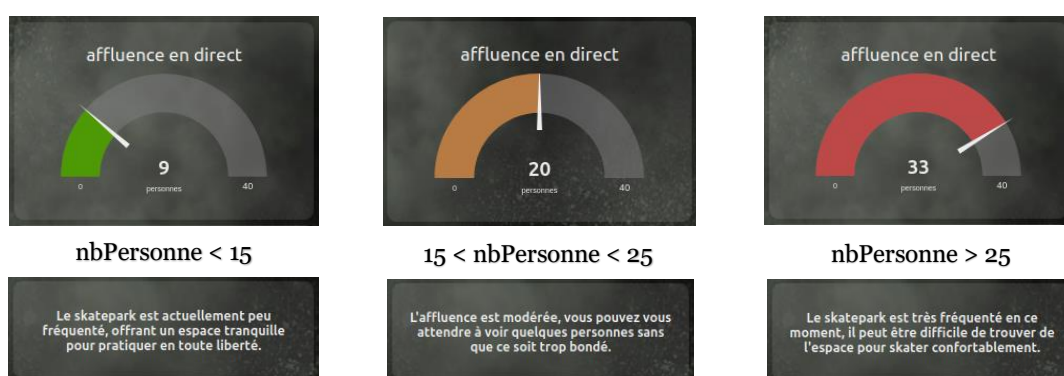 affluence en direct
9
personnes
0
40
affluence en direct
20
personnes
0
40
affluence en direct
33
personnes
0
40
nbPersonne < 15
15 < nbPersonne < 25
nbPersonne > 25
Le skatepark est actuellement peu
fréquenté, offrant un espace tranquille
pour pratiquer en toute liberté.
L'affluence est modérée, vous pouvez vous
attendre à voir quelques personnes sans
que ce soit trop bondé.
Le skatepark est très fréquenté en ce
moment, il peut être difficile de trouver de
l'espace pour skater confortablement.